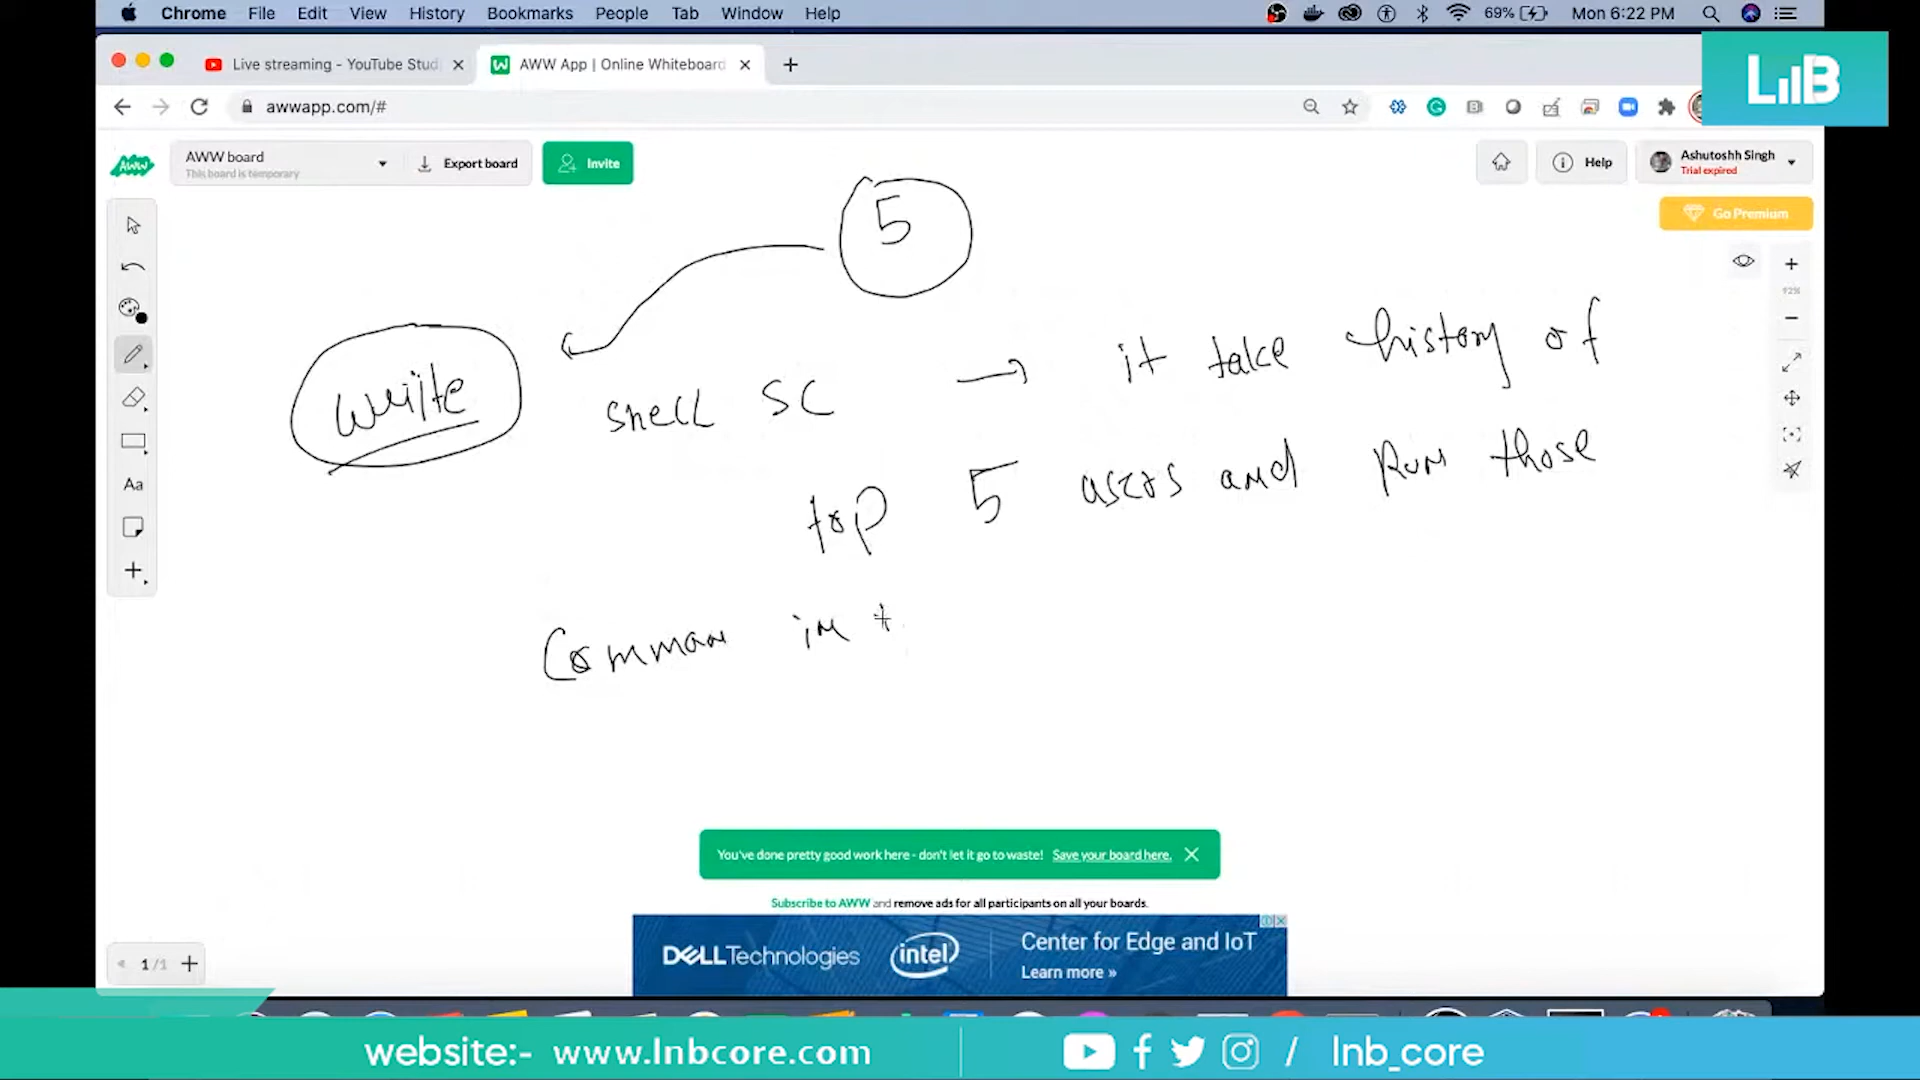 Chrome File Edit View History Bookmarks People Tab Window Help 69% Mon 6:22 PM
Live streaming - YouTube Stud AWW App | Online Whiteboard
LB
awwapp.com/#
AWW board
This board is temporary
Export board
Invite
Help
Ashutoshh Singh
Trial expired
Go Premium
92%
Aa
5
write shell SC → it take history of
top 5 users and Run those
Comman in t
You've done pretty good work here - don't let it go to waste! Save your board here.
Subscribe to AWW and remove ads for all participants on all your boards.
DELL Technologies intel Center for Edge and IoT
Learn more »
1/1
website:- www.lnbcore.com / lnb_core